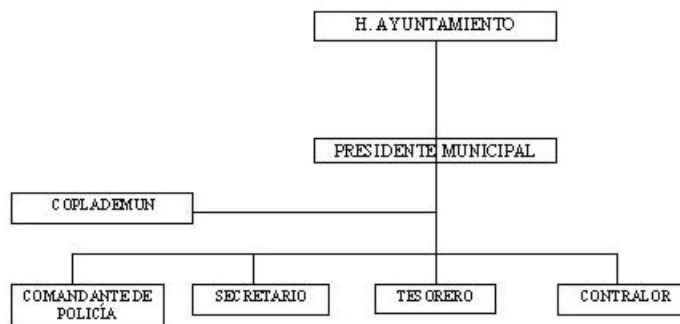 H. AYUNTAMIENTO
PRESIDENTE MUNICIPAL
COPLADEMUN
COMANDANTE DE
POLICÍA
SECRETARIO
TESORERO
CONTRALOR